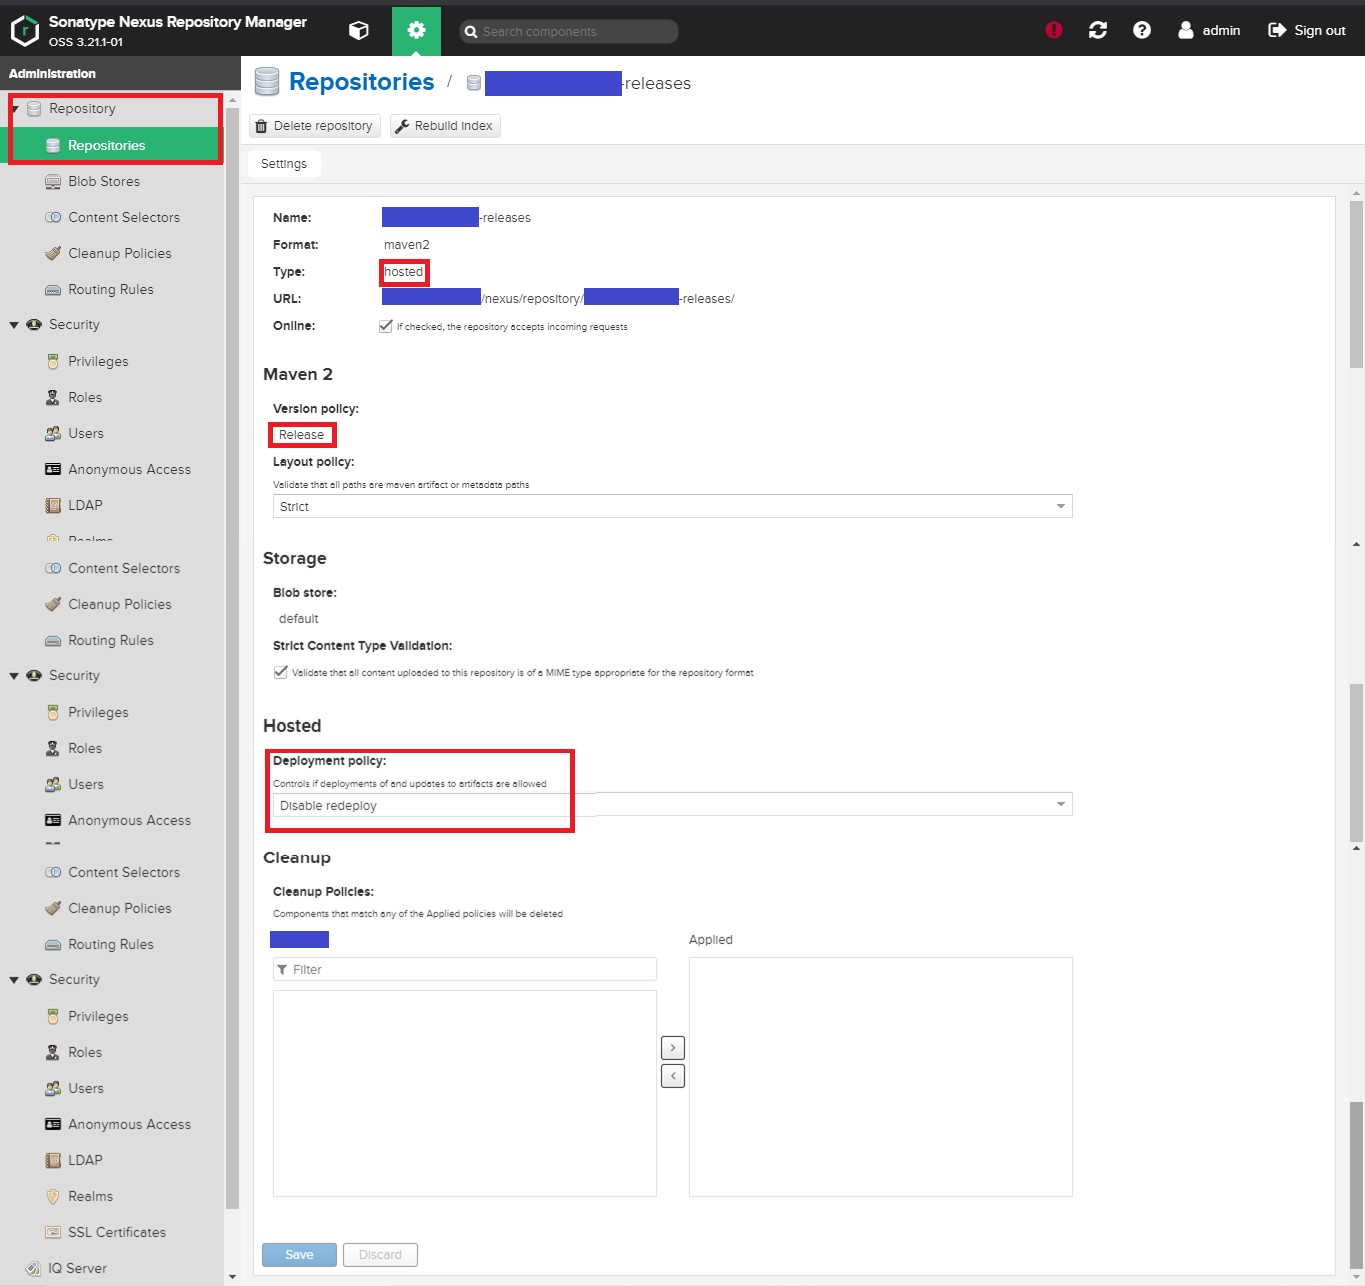 Sonatype Nexus Repository Manager
OSS 3.21.1-01
Search components
admin
Sign out
Administration
Repository
Repositories
Blob Stores
Content Selectors
Cleanup Policies
Routing Rules
Security
Privileges
Roles
Users
Anonymous Access
LDAP
Realms
Content Selectors
Cleanup Policies
Routing Rules
Security
Privileges
Roles
Users
Anonymous Access
Content Selectors
Cleanup Policies
Routing Rules
Security
Privileges
Roles
Users
Anonymous Access
LDAP
Realms
SSL Certificates
IQ Server
Repositories / -releases
Delete repository
Rebuild index
Settings
Name: -releases
Format: maven2
Type: hosted
URL: /nexus/repository/ -releases/
Online: If checked, the repository accepts incoming requests
Maven 2
Version policy:
Release
Layout policy:
Validate that all paths are maven artifact or metadata paths
Strict
Storage
Blob store:
default
Strict Content Type Validation:
Validate that all content uploaded to this repository is of a MIME type appropriate for the repository format
Hosted
Deployment policy:
Controls if deployments of and updates to artifacts are allowed
Disable redeploy
Cleanup
Cleanup Policies:
Components that match any of the Applied policies will be deleted
Applied
Filter
>
<
Save
Discard